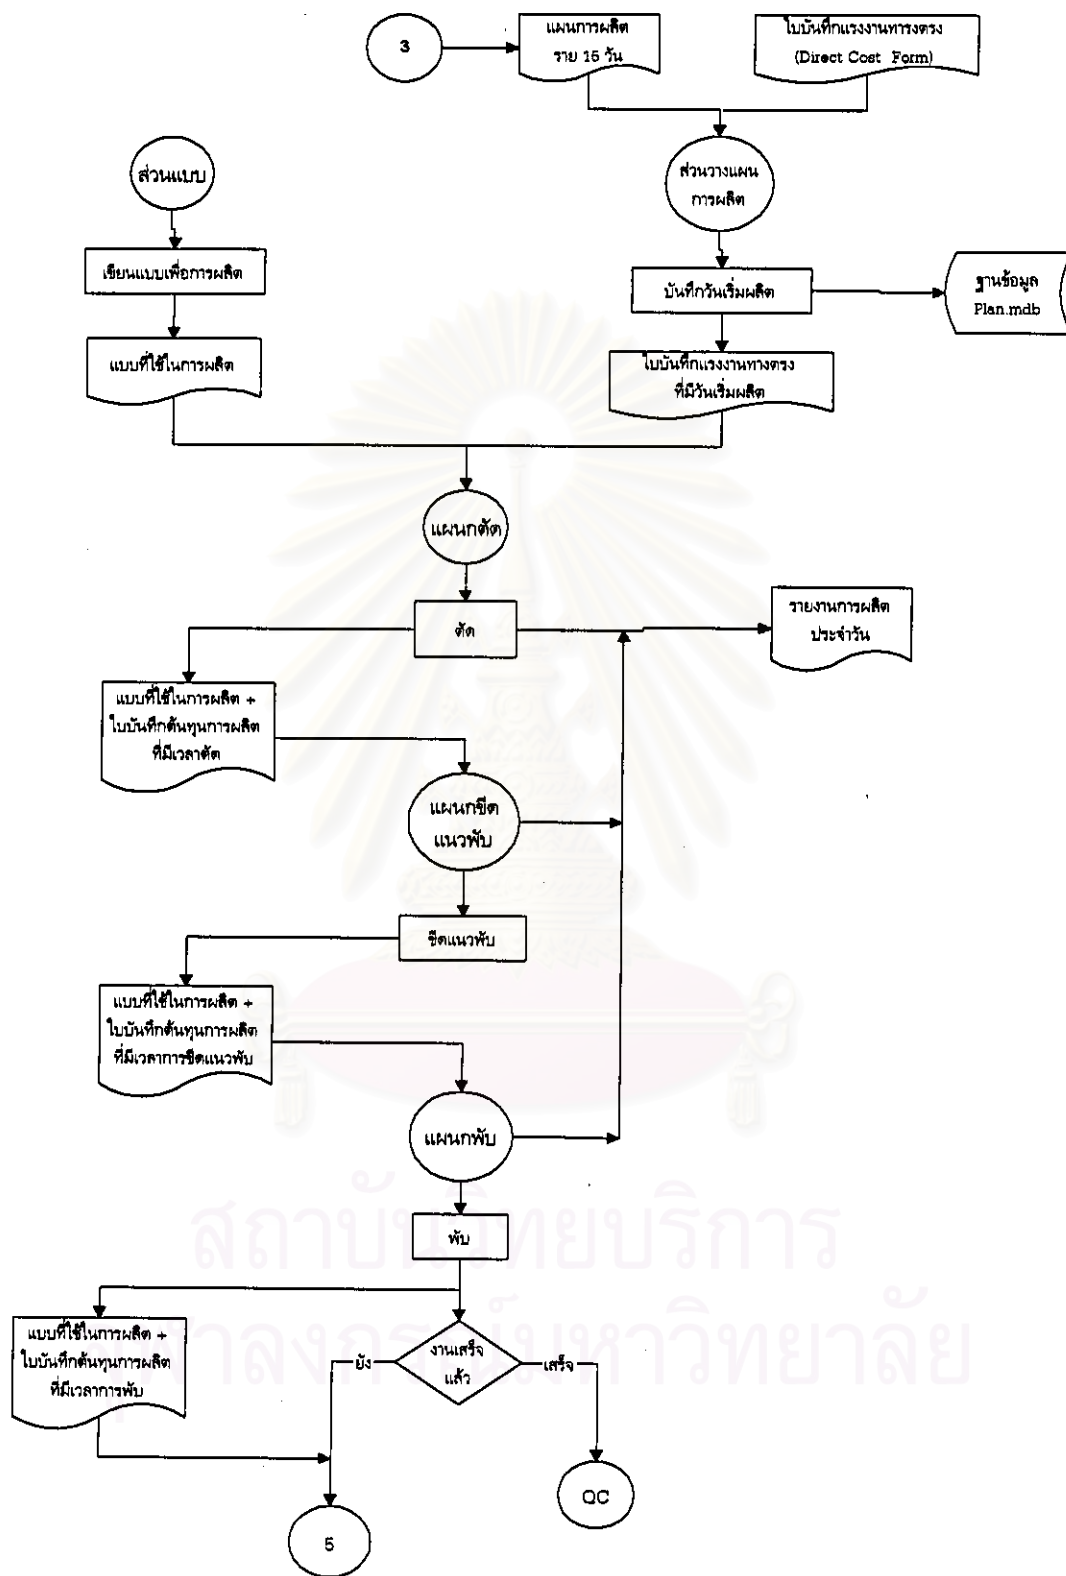 3
แผนการผลิต
ราย 15 วัน
ใบบันทึกแรงงานทารงตรง
(Direct Cost Form)
ส่วนแบบ
ส่วนวางแผน
การผลิต
เขียนแบบเพื่อการผลิต
บันทึกวันเริ่มผลิต
ฐานข้อมูล
Plan.mdb
แบบที่ใช้ในการผลิต
ใบบันทึกแรงงานทางตรง
ที่มีวันเริ่มผลิต
แผนกตัด
ตัด
รายงานการผลิต
ประจำวัน
แบบที่ใช้ในการผลิต +
ใบบันทึกต้นทุนการผลิต
ที่มีเวลาตัด
แผนกขีด
แนวพับ
ขีดแนวพับ
แบบที่ใช้ในการผลิต +
ใบบันทึกต้นทุนการผลิต
ที่มีเวลาการขีดแนวพับ
แผนกพับ
พับ
แบบที่ใช้ในการผลิต +
ใบบันทึกต้นทุนการผลิต
ที่มีเวลาการพับ
ยัง
งานเสร็จ
แล้ว
เสร็จ
QC
5
สถาบันวิทยบริการ
จุฬาลงกรณ์มหาวิทยาลัย